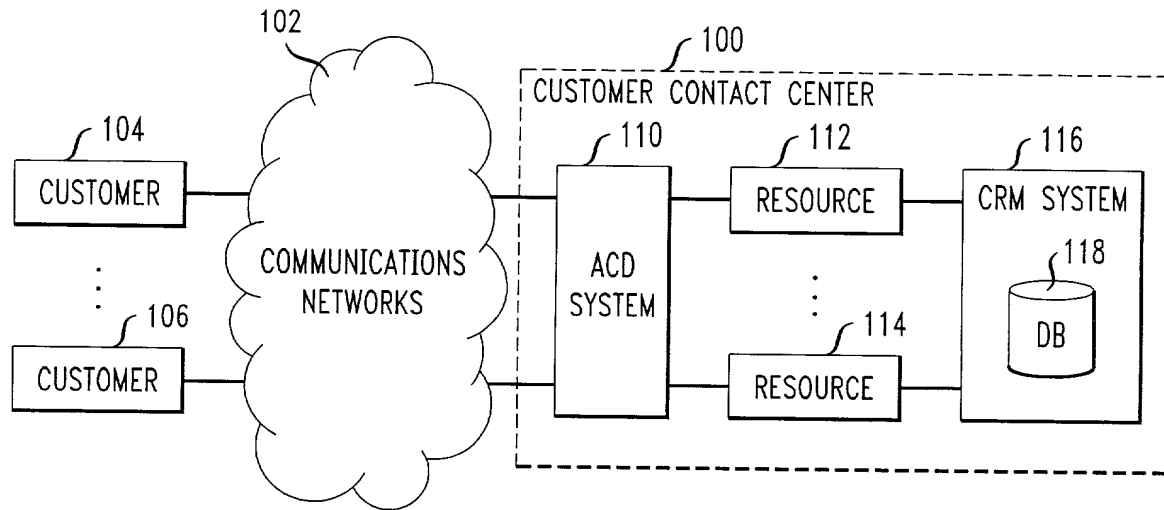 102
100
CUSTOMER CONTACT CENTER
104
110
112
116
CUSTOMER
RESOURCE
CRM SYSTEM
COMMUNICATIONS
NETWORKS
ACD
SYSTEM
118
DB
106
114
CUSTOMER
RESOURCE